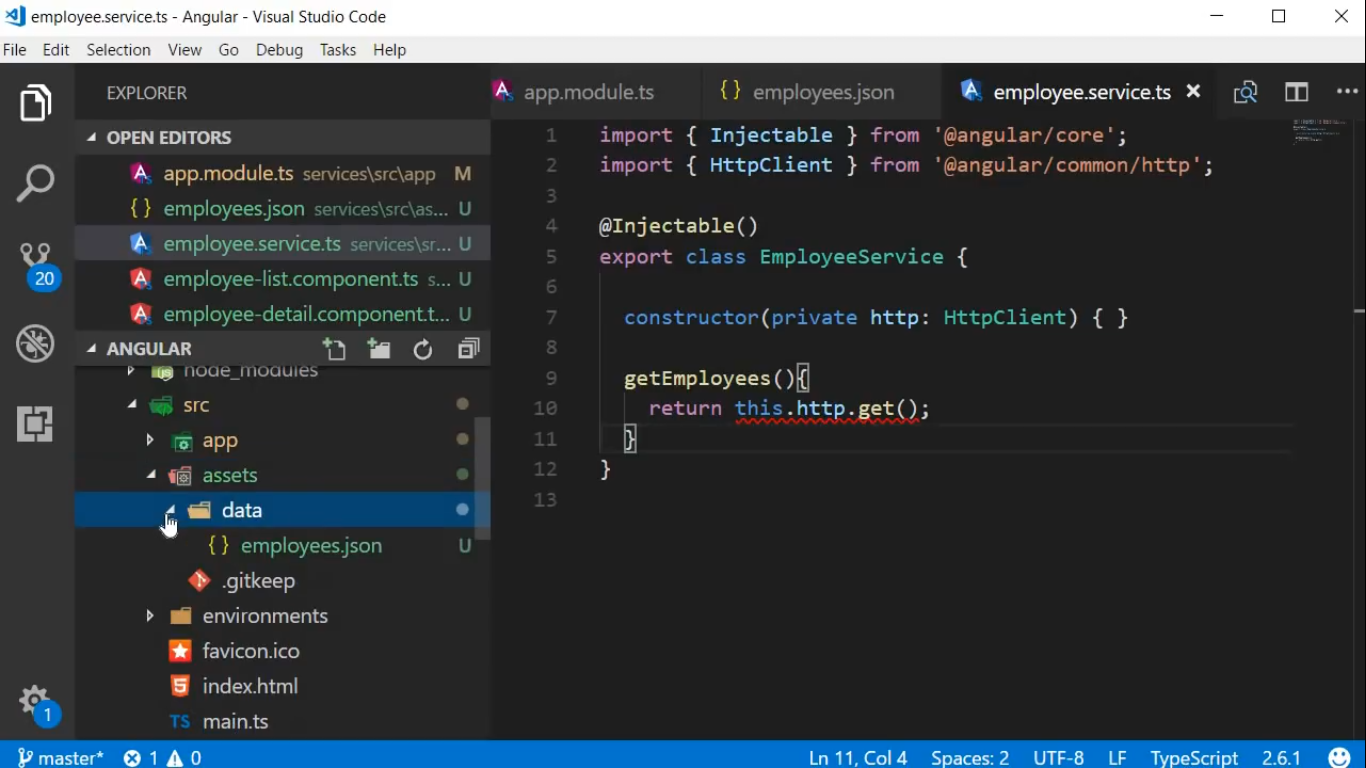 employee.service.ts - Angular - Visual Studio Code
File Edit Selection View Go Debug Tasks Help
EXPLORER
OPEN EDITORS
app.module.ts services\src\app M
{ } employees.json services\src\as... U
employee.service.ts services\sr... U
employee-list.component.ts s... U
employee-detail.component.t... U
ANGULAR
node_modules
src
app
assets
data
{ } employees.json U
.gitkeep
environments
favicon.ico
index.html
TS main.ts
20
1
app.module.ts { } employees.json employee.service.ts
1 import { Injectable } from '@angular/core';
2 import { HttpClient } from '@angular/common/http';
3
4 @Injectable()
5 export class EmployeeService {
6
7 constructor(private http: HttpClient) { }
8
9 getEmployees(){
10 return this.http.get();
11 }
12 }
13
master* 1 0 Ln 11, Col 4 Spaces: 2 UTF-8 LF TypeScript 2.6.1